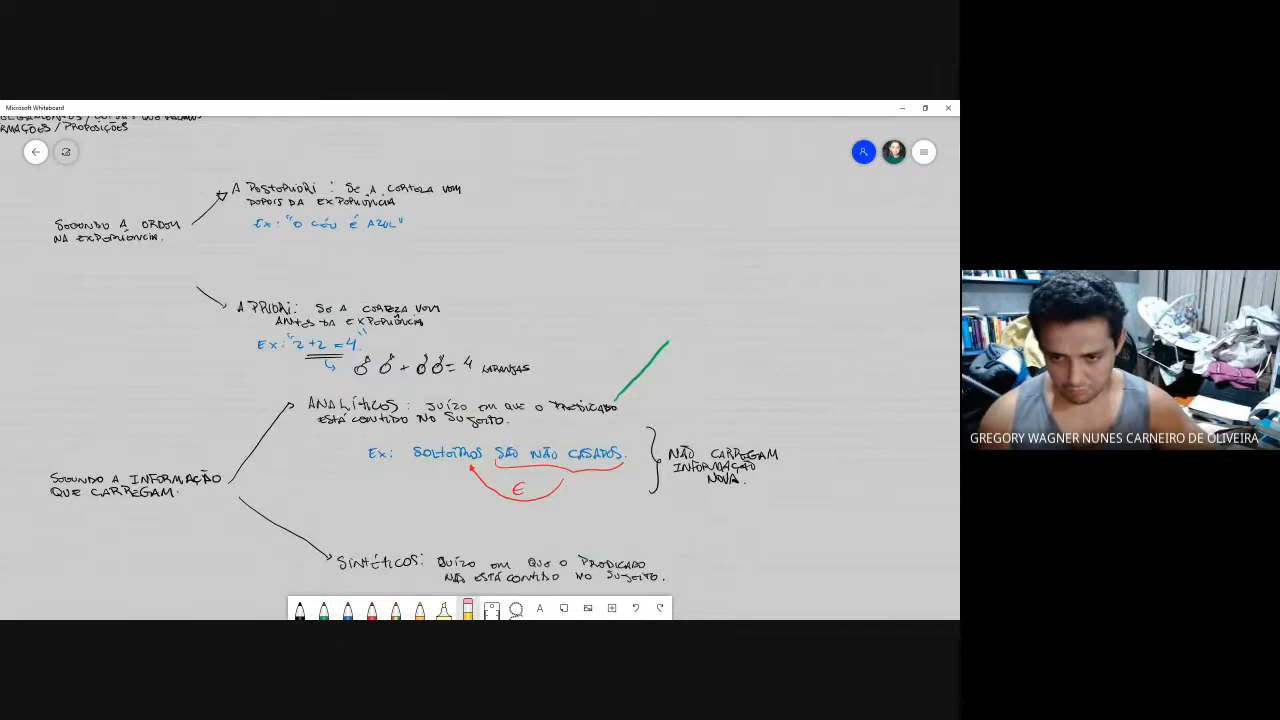 Microsoft Whiteboard
RMAÇÕES / PROPOSIÇÕES
A POSTERIORI : SE A CERTEZA VEM
DEPOIS DA EXPERIÊNCIA
EX: "O CÉU É AZUL"
SEGUNDO A ORDEM
NA EXPERIÊNCIA.
A PRIORI: SE A CERTEZA VEM
ANTES DA EXPERIÊNCIA
EX: "2 + 2 = 4"
+ = 4 LARANJAS
ANALÍTICOS : JUÍZO EM QUE O PREDICADO
ESTÁ CONTIDO NO SUJEITO.
EX: SOLTEIROS SÃO NÃO CASADOS.
E
NÃO CARREGAM
INFORMAÇÃO
NOVA.
SEGUNDO A INFORMAÇÃO
QUE CARREGAM.
SINTÉTICOS: JUÍZO EM QUE O PREDICADO
NÃO ESTÁ CONTIDO NO SUJEITO.
A
GREGORY WAGNER NUNES CARNEIRO DE OLIVEIRA